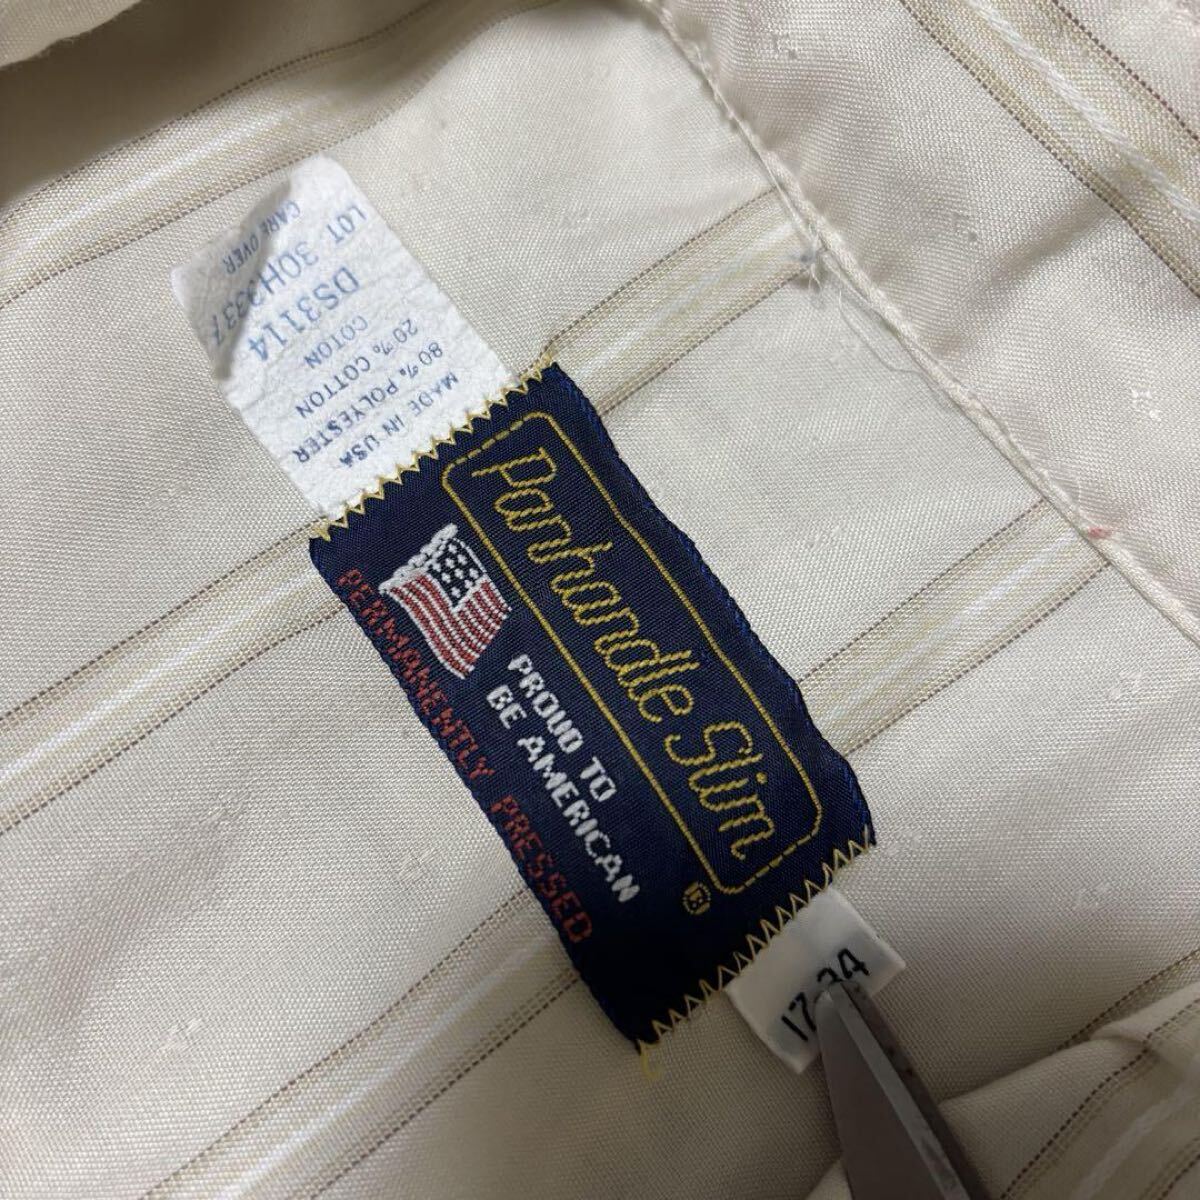 MADE IN USA
80% POLYESTER
20% COTTON
COTON
DS3114
LOT 30H3337
CARE OVER
Panhandle Slim
®
PROUD TO
BE AMERICAN
PERMANENTLY PRESSED
17-34